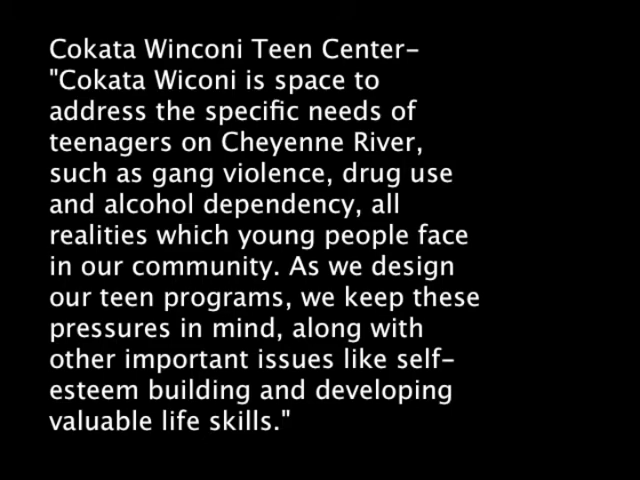 Cokata Winconi Teen Center-
"Cokata Wiconi is space to
address the specific needs of
teenagers on Cheyenne River,
such as gang violence, drug use
and alcohol dependency, all
realities which young people face
in our community. As we design
our teen programs, we keep these
pressures in mind, along with
other important issues like self-
esteem building and developing
valuable life skills."